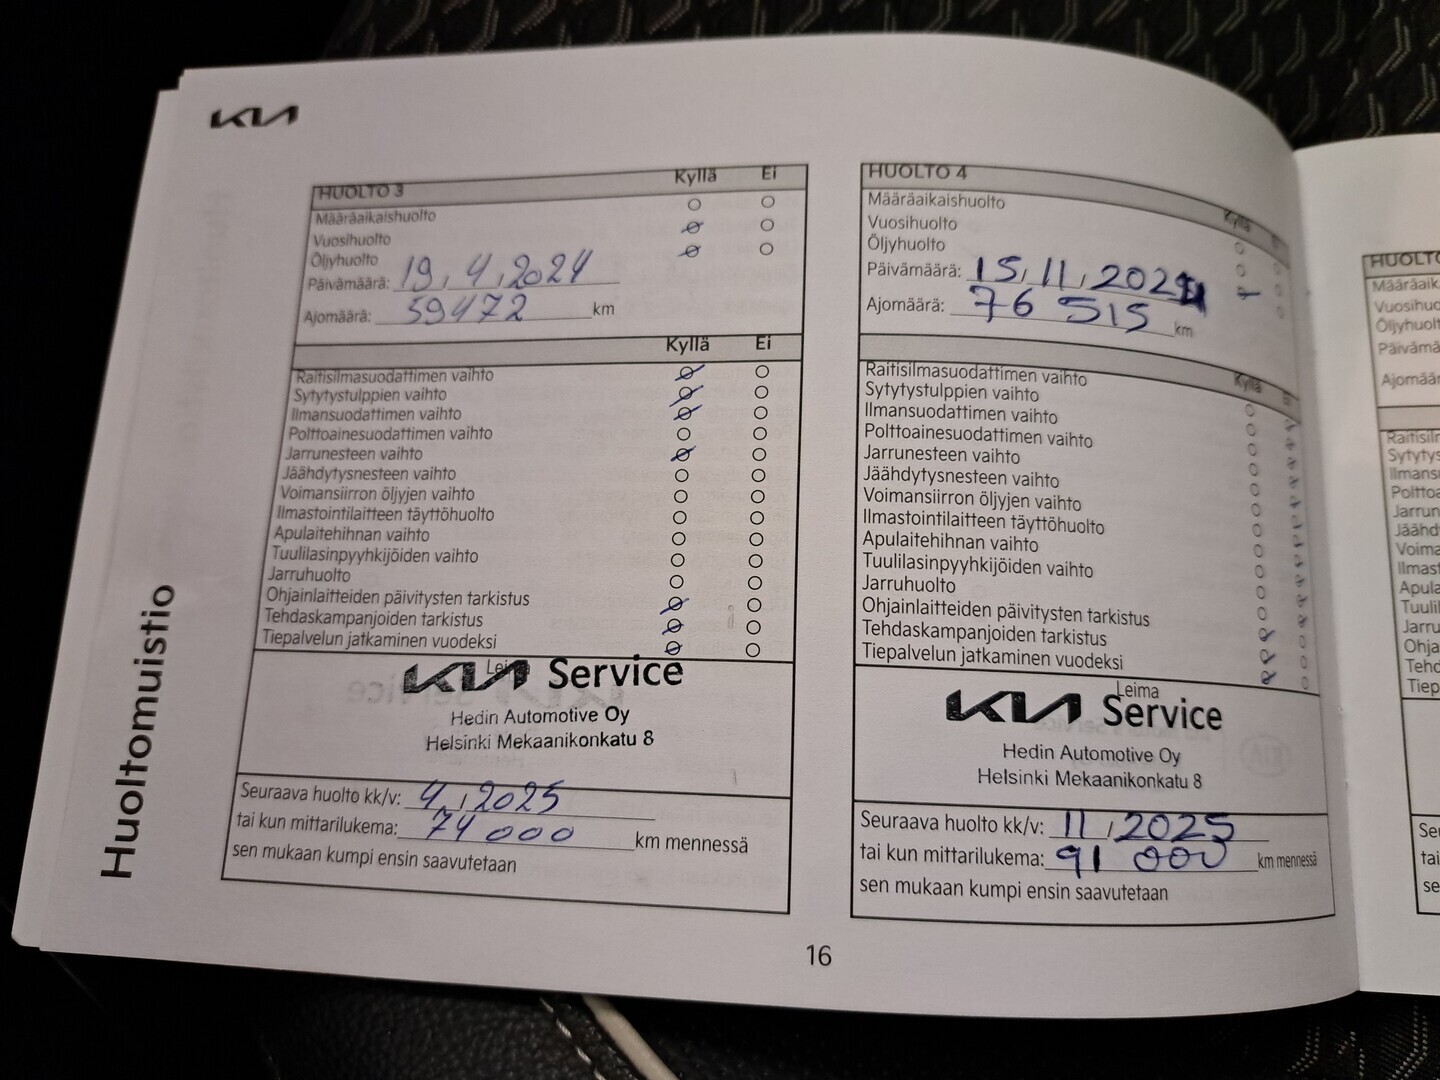 KIA
Huoltomuistio
HUOLTO 3 Kyllä Ei
Määräaikaishuolto
Vuosihuolto
Öljyhuolto
Päivämäärä: 19.4.2024
Ajomäärä: 59472 km
Kyllä Ei
Raitisilmasuodattimen vaihto
Sytytystulppien vaihto
Ilmansuodattimen vaihto
Polttoainesuodattimen vaihto
Jarrunesteen vaihto
Jäähdytysnesteen vaihto
Voimansiirron öljyjen vaihto
Ilmastointilaitteen täyttöhuolto
Apulaitehihnan vaihto
Tuulilasinpyyhkijöiden vaihto
Jarruhuolto
Ohjainlaitteiden päivitysten tarkistus
Tehdaskampanjoiden tarkistus
Tiepalvelun jatkaminen vuodeksi
KIA Service
Hedin Automotive Oy
Helsinki Mekaanikonkatu 8
Seuraava huolto kk/v: 4 / 2025
tai kun mittarilukema: 74 000 km mennessä
sen mukaan kumpi ensin saavutetaan
HUOLTO 4
Kyllä
Määräaikaishuolto
Vuosihuolto
Öljyhuolto
Päivämäärä: 15.11.2024
Ajomäärä: 76 515 km
Kyllä Ei
Raitisilmasuodattimen vaihto
Sytytystulppien vaihto
Ilmansuodattimen vaihto
Polttoainesuodattimen vaihto
Jarrunesteen vaihto
Jäähdytysnesteen vaihto
Voimansiirron öljyjen vaihto
Ilmastointilaitteen täyttöhuolto
Apulaitehihnan vaihto
Tuulilasinpyyhkijöiden vaihto
Jarruhuolto
Ohjainlaitteiden päivitysten tarkistus
Tehdaskampanjoiden tarkistus
Tiepalvelun jatkaminen vuodeksi
Leima
KIA Service
Hedin Automotive Oy
Helsinki Mekaanikonkatu 8
Seuraava huolto kk/v: 11 / 2025
tai kun mittarilukema: 91 000 km mennessä
sen mukaan kumpi ensin saavutetaan
16